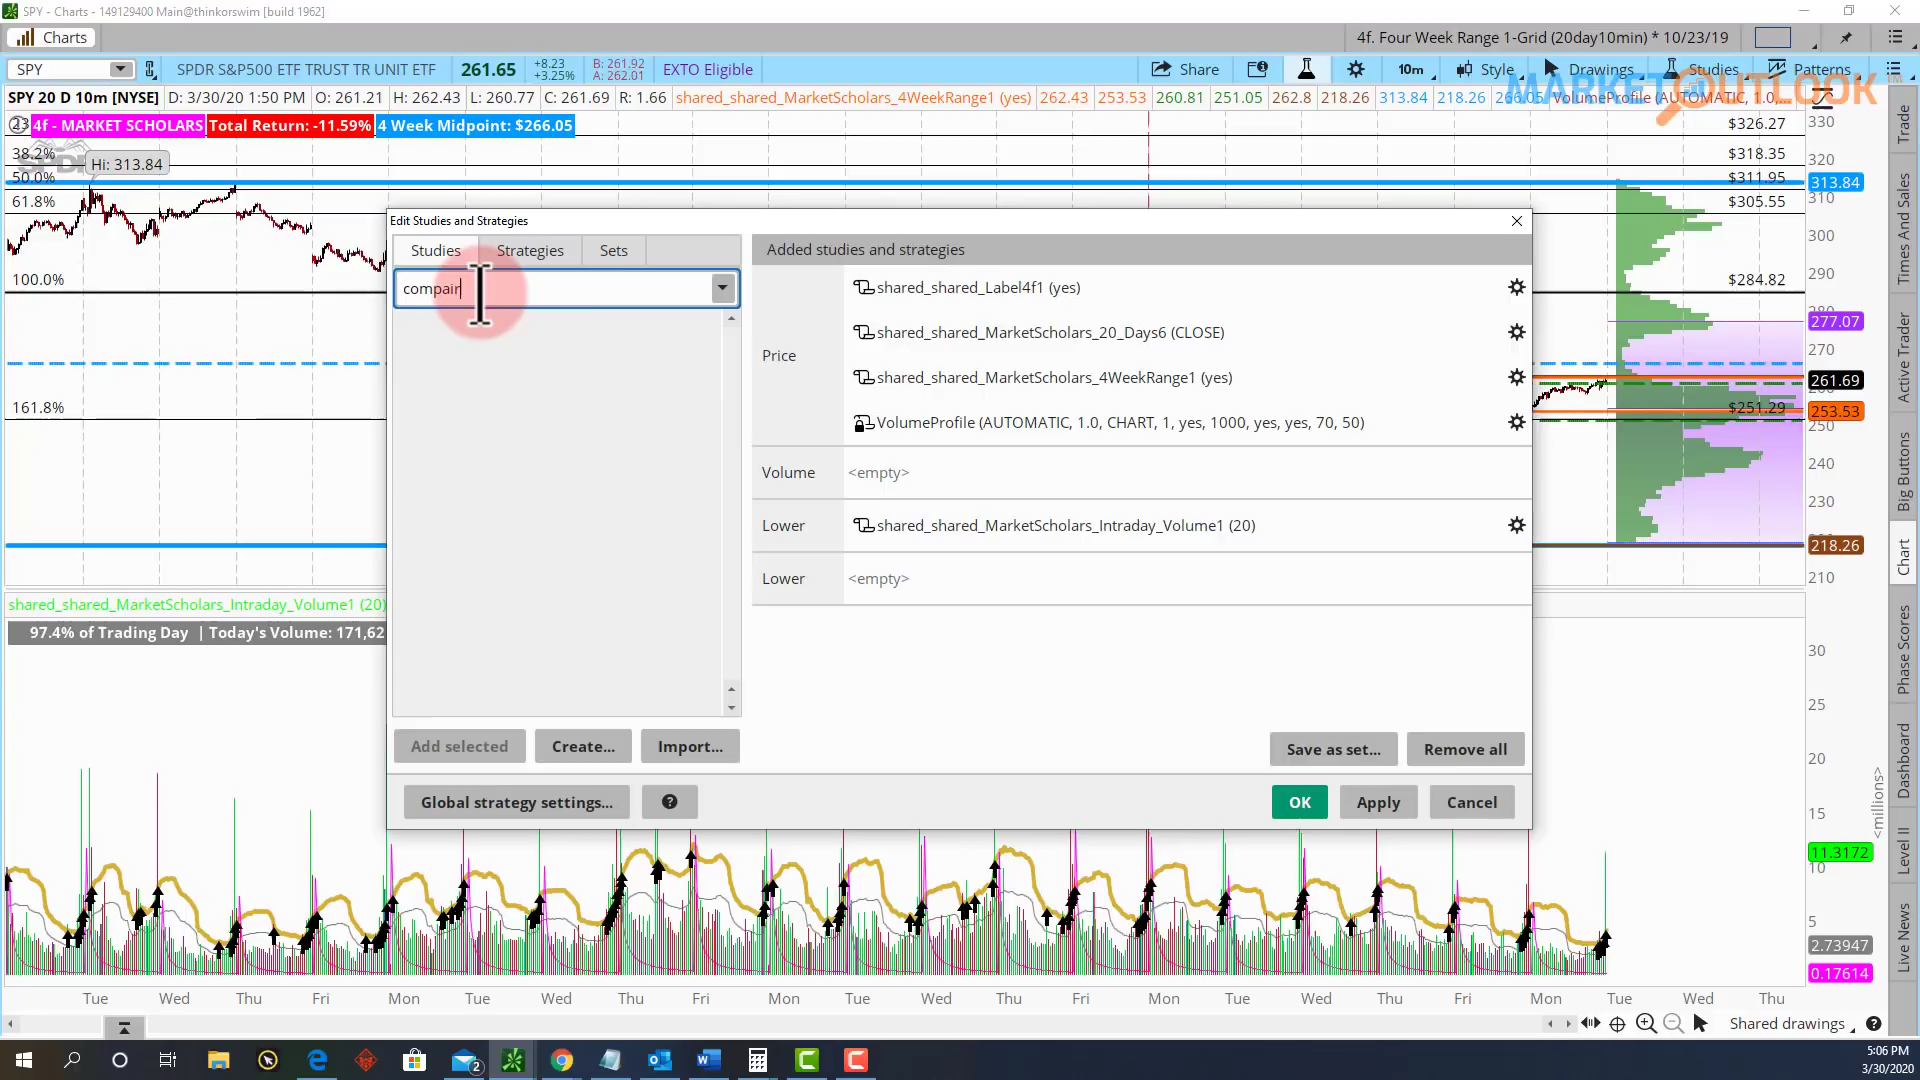 SPY - Charts - 149129400 Main@thinkorswim [build 1962]
Charts
4f. Four Week Range 1-Grid (20day10min) * 10/23/19
SPY
SPDR S&P500 ETF TRUST TR UNIT ETF
261.65
+8.23
+3.25%
B: 261.92
A: 262.01
EXTO Eligible
Share
10m
Style
Drawings
Studies
Patterns
MARKETOUTLOOK
SPY 20 D 10m [NYSE]
D: 3/30/20 1:50 PM
O: 261.21
H: 262.43
L: 260.77
C: 261.69
R: 1.66
shared_shared_MarketScholars_4WeekRange1 (yes)
262.43
253.53
260.81
251.05
262.8
218.26
313.84
218.26
266.05
VolumeProfile (AUTOMATIC, 1.0,...
4f - MARKET SCHOLARS
Total Return: -11.59%
4 Week Midpoint: $266.05
38.2%
Hi: 313.84
50.0%
61.8%
100.0%
161.8%
$326.27
$318.35
$311.95
$305.55
$284.82
$251.29
330
320
313.84
310
300
290
277.07
270
261.69
253.53
250
240
230
218.26
210
Edit Studies and Strategies
Studies
Strategies
Sets
compair
Added studies and strategies
Price
shared_shared_Label4f1 (yes)
shared_shared_MarketScholars_20_Days6 (CLOSE)
shared_shared_MarketScholars_4WeekRange1 (yes)
VolumeProfile (AUTOMATIC, 1.0, CHART, 1, yes, 1000, yes, yes, 70, 50)
Volume
<empty>
Lower
shared_shared_MarketScholars_Intraday_Volume1 (20)
Lower
<empty>
Add selected
Create...
Import...
Save as set...
Remove all
Global strategy settings...
?
OK
Apply
Cancel
shared_shared_MarketScholars_Intraday_Volume1 (20)
97.4% of Trading Day | Today's Volume: 171,62
30
25
20
15
11.3172
10
5
2.73947
0.17614
<millions>
Trade
Times And Sales
Active Trader
Big Buttons
Chart
Phase Scores
Dashboard
Level II
Live News
Tue
Wed
Thu
Fri
Mon
Tue
Wed
Thu
Fri
Mon
Tue
Wed
Thu
Fri
Mon
Tue
Wed
Thu
Fri
Mon
Tue
Wed
Thu
Shared drawings
?
2
5:06 PM
3/30/2020